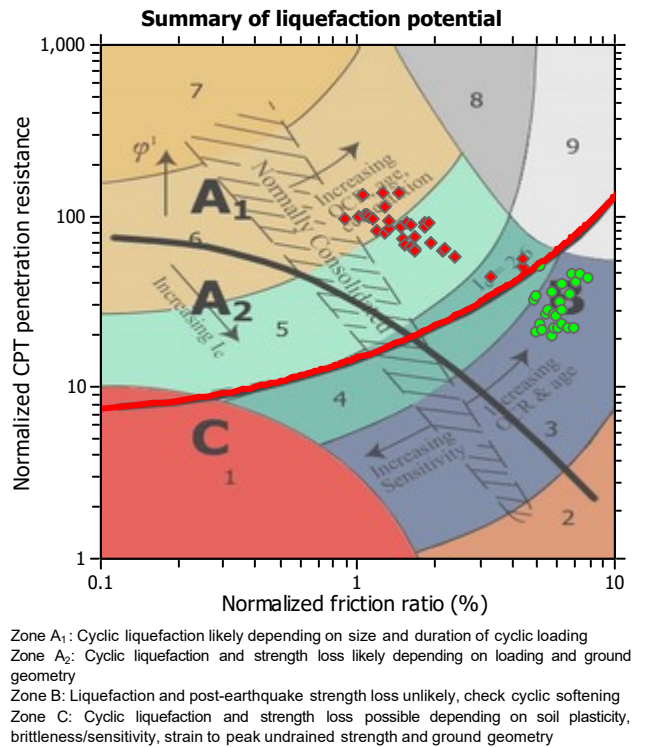 Summary of liquefaction potential
1,000
100
10
1
Normalized CPT penetration resistance
0.1
1
10
Normalized friction ratio (%)
7
8
9
φ'
A1
6
A2
5
4
3
2
C
1
Increasing
Normally Consolidated
Increasing Ic
Increasing
OCR & age
Increasing
Sensitivity
Zone A1: Cyclic liquefaction likely depending on size and duration of cyclic loading
Zone A2: Cyclic liquefaction and strength loss likely depending on loading and ground
geometry
Zone B: Liquefaction and post-earthquake strength loss unlikely, check cyclic softening
Zone C: Cyclic liquefaction and strength loss possible depending on soil plasticity,
brittleness/sensitivity, strain to peak undrained strength and ground geometry